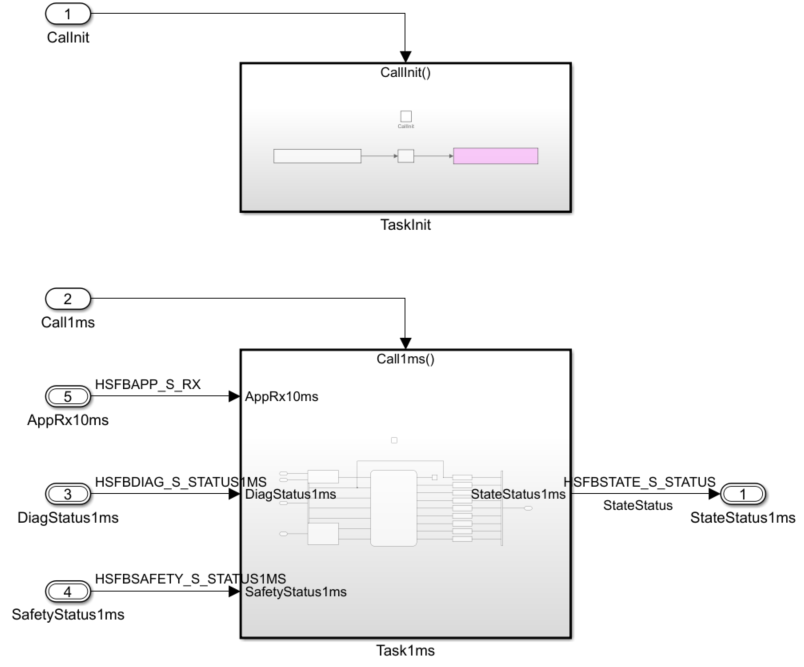 1
CallInit
CallInit()
CallInit
TaskInit
2
Call1ms
Call1ms()
HSFBAPP_S_RX
5
AppRx10ms
AppRx10ms
HSFBDIAG_S_STATUS1MS
3
DiagStatus1ms
DiagStatus1ms
StateStatus1ms
HSFBSTATE_S_STATUS
StateStatus
1
StateStatus1ms
HSFBSAFETY_S_STATUS1MS
4
SafetyStatus1ms
SafetyStatus1ms
Task1ms